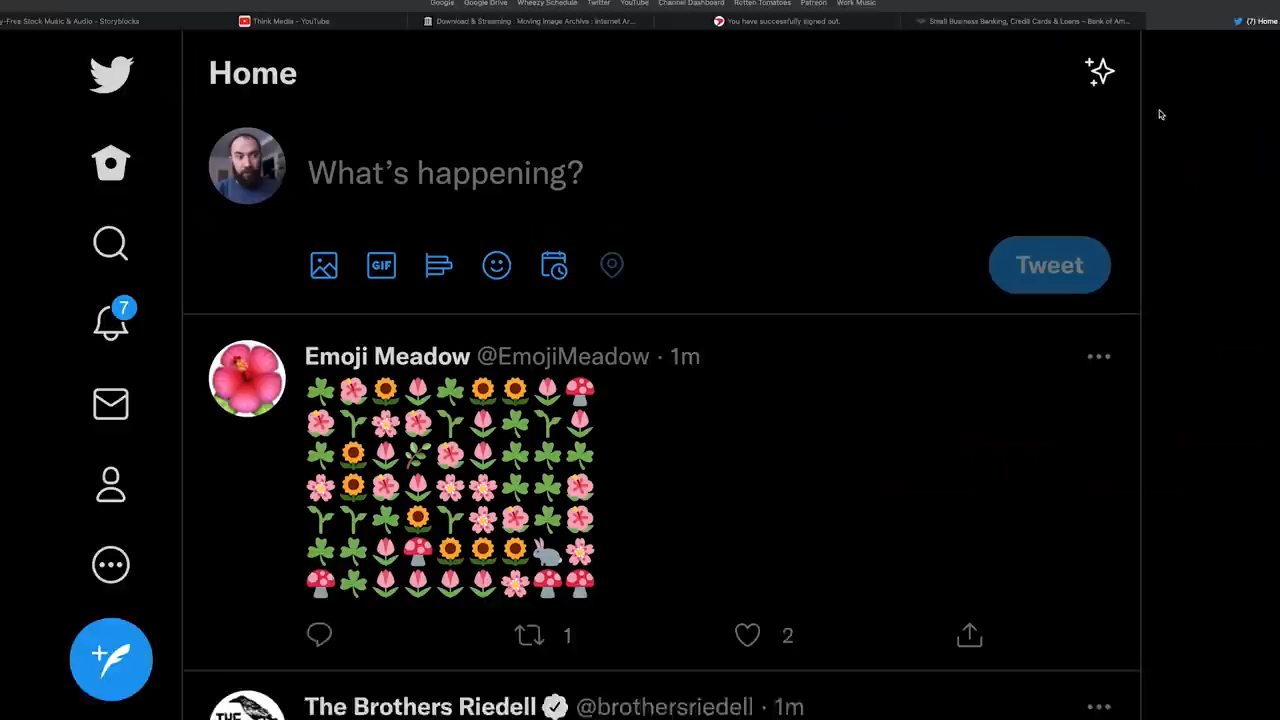 Google Google Drive Wheezy Schedule Twitter YouTube Channel Dashboard Rotten Tomatoes Patreon Work Music
y-Free Stock Music & Audio - Storyblocks Think Media - YouTube Download & Streaming : Moving Image Archive : Internet Ar... You have successfully signed out. Small Business Banking, Credit Cards & Loans – Bank of Am... (7) Home
Home
What's happening?
GIF
Tweet
7
Emoji Meadow @EmojiMeadow · 1m
1 2
The Brothers Riedell @brothersriedell · 1m
THE